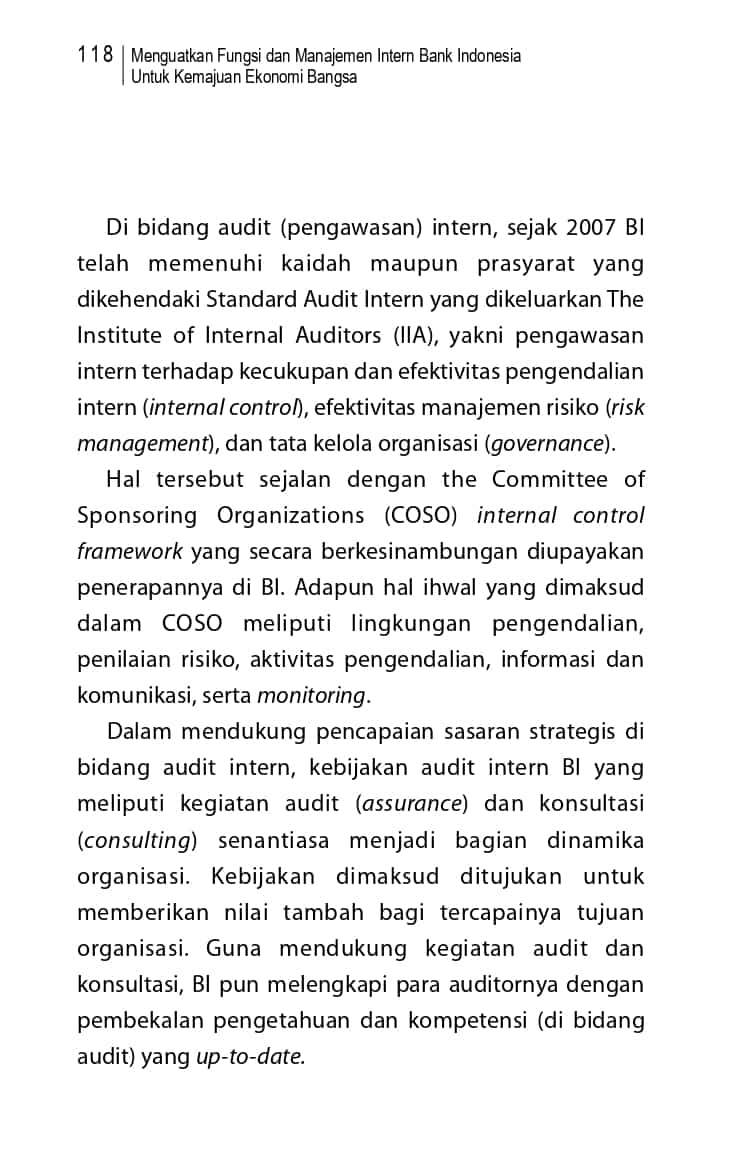 118
Menguatkan Fungsi dan Manajemen Intern Bank Indonesia
Untuk Kemajuan Ekonomi Bangsa
Di bidang audit (pengawasan) intern, sejak 2007 BI
telah memenuhi kaidah maupun prasyarat yang
dikehendaki Standard Audit Intern yang dikeluarkan The
Institute of Internal Auditors (IIA), yakni pengawasan
intern terhadap kecukupan dan efektivitas pengendalian
intern (internal control), efektivitas manajemen risiko (risk
management), dan tata kelola organisasi (governance).
Hal tersebut sejalan dengan the Committee of
Sponsoring Organizations (COSO) internal control
framework yang secara berkesinambungan diupayakan
penerapannya di BI. Adapun hal ihwal yang dimaksud
dalam COSO meliputi lingkungan pengendalian,
penilaian risiko, aktivitas pengendalian, informasi dan
komunikasi, serta monitoring.
Dalam mendukung pencapaian sasaran strategis di
bidang audit intern, kebijakan audit intern BI yang
meliputi kegiatan audit (assurance) dan konsultasi
(consulting) senantiasa menjadi bagian dinamika
organisasi. Kebijakan dimaksud ditujukan untuk
memberikan nilai tambah bagi tercapainya tujuan
organisasi. Guna mendukung kegiatan audit dan
konsultasi, BI pun melengkapi para auditornya dengan
pembekalan pengetahuan dan kompetensi (di bidang
audit) yang up-to-date.